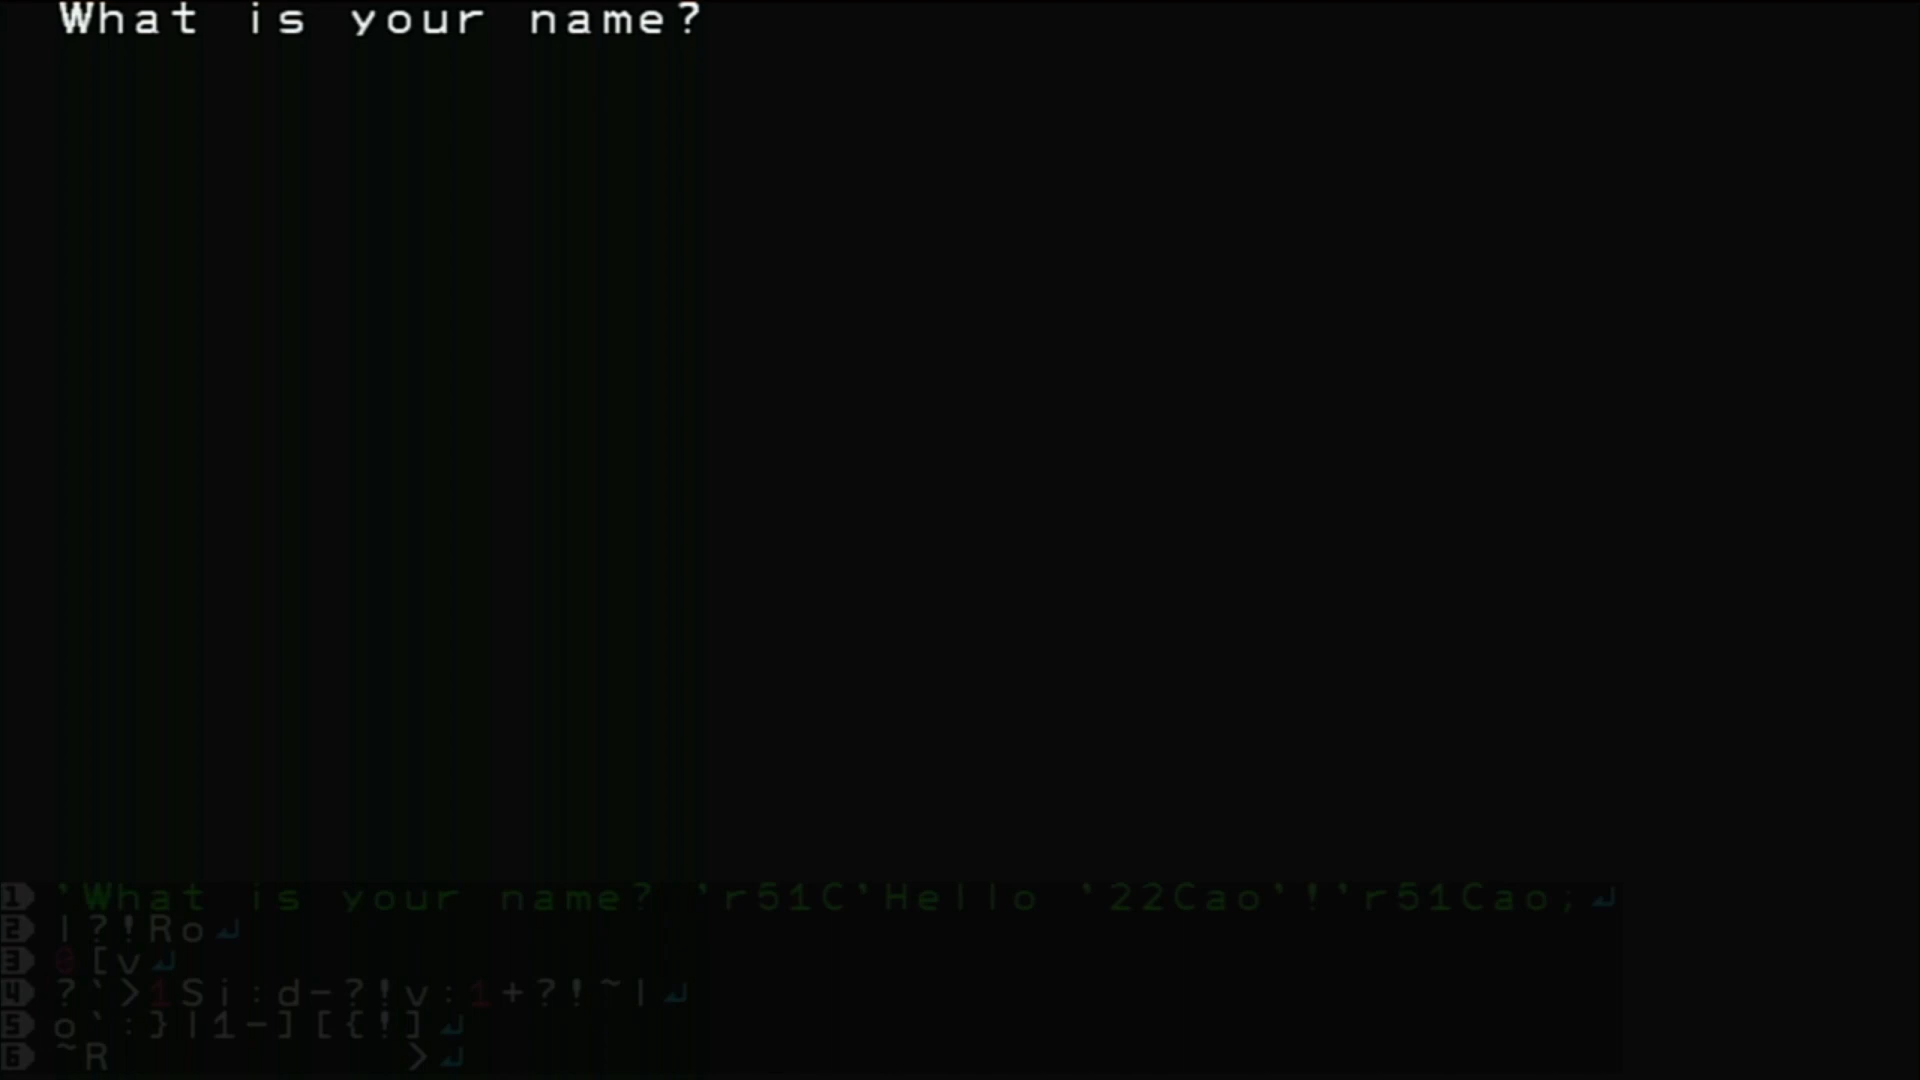 What is your name?
1 'What is your name? 'r51C'Hello '22Cao'!'r51Cao;
2 |?!Ro
3 [v
4 ?`>1Si:d-?!v:1+?!~|
5 o`:}|1-][{!]
6 ~R >